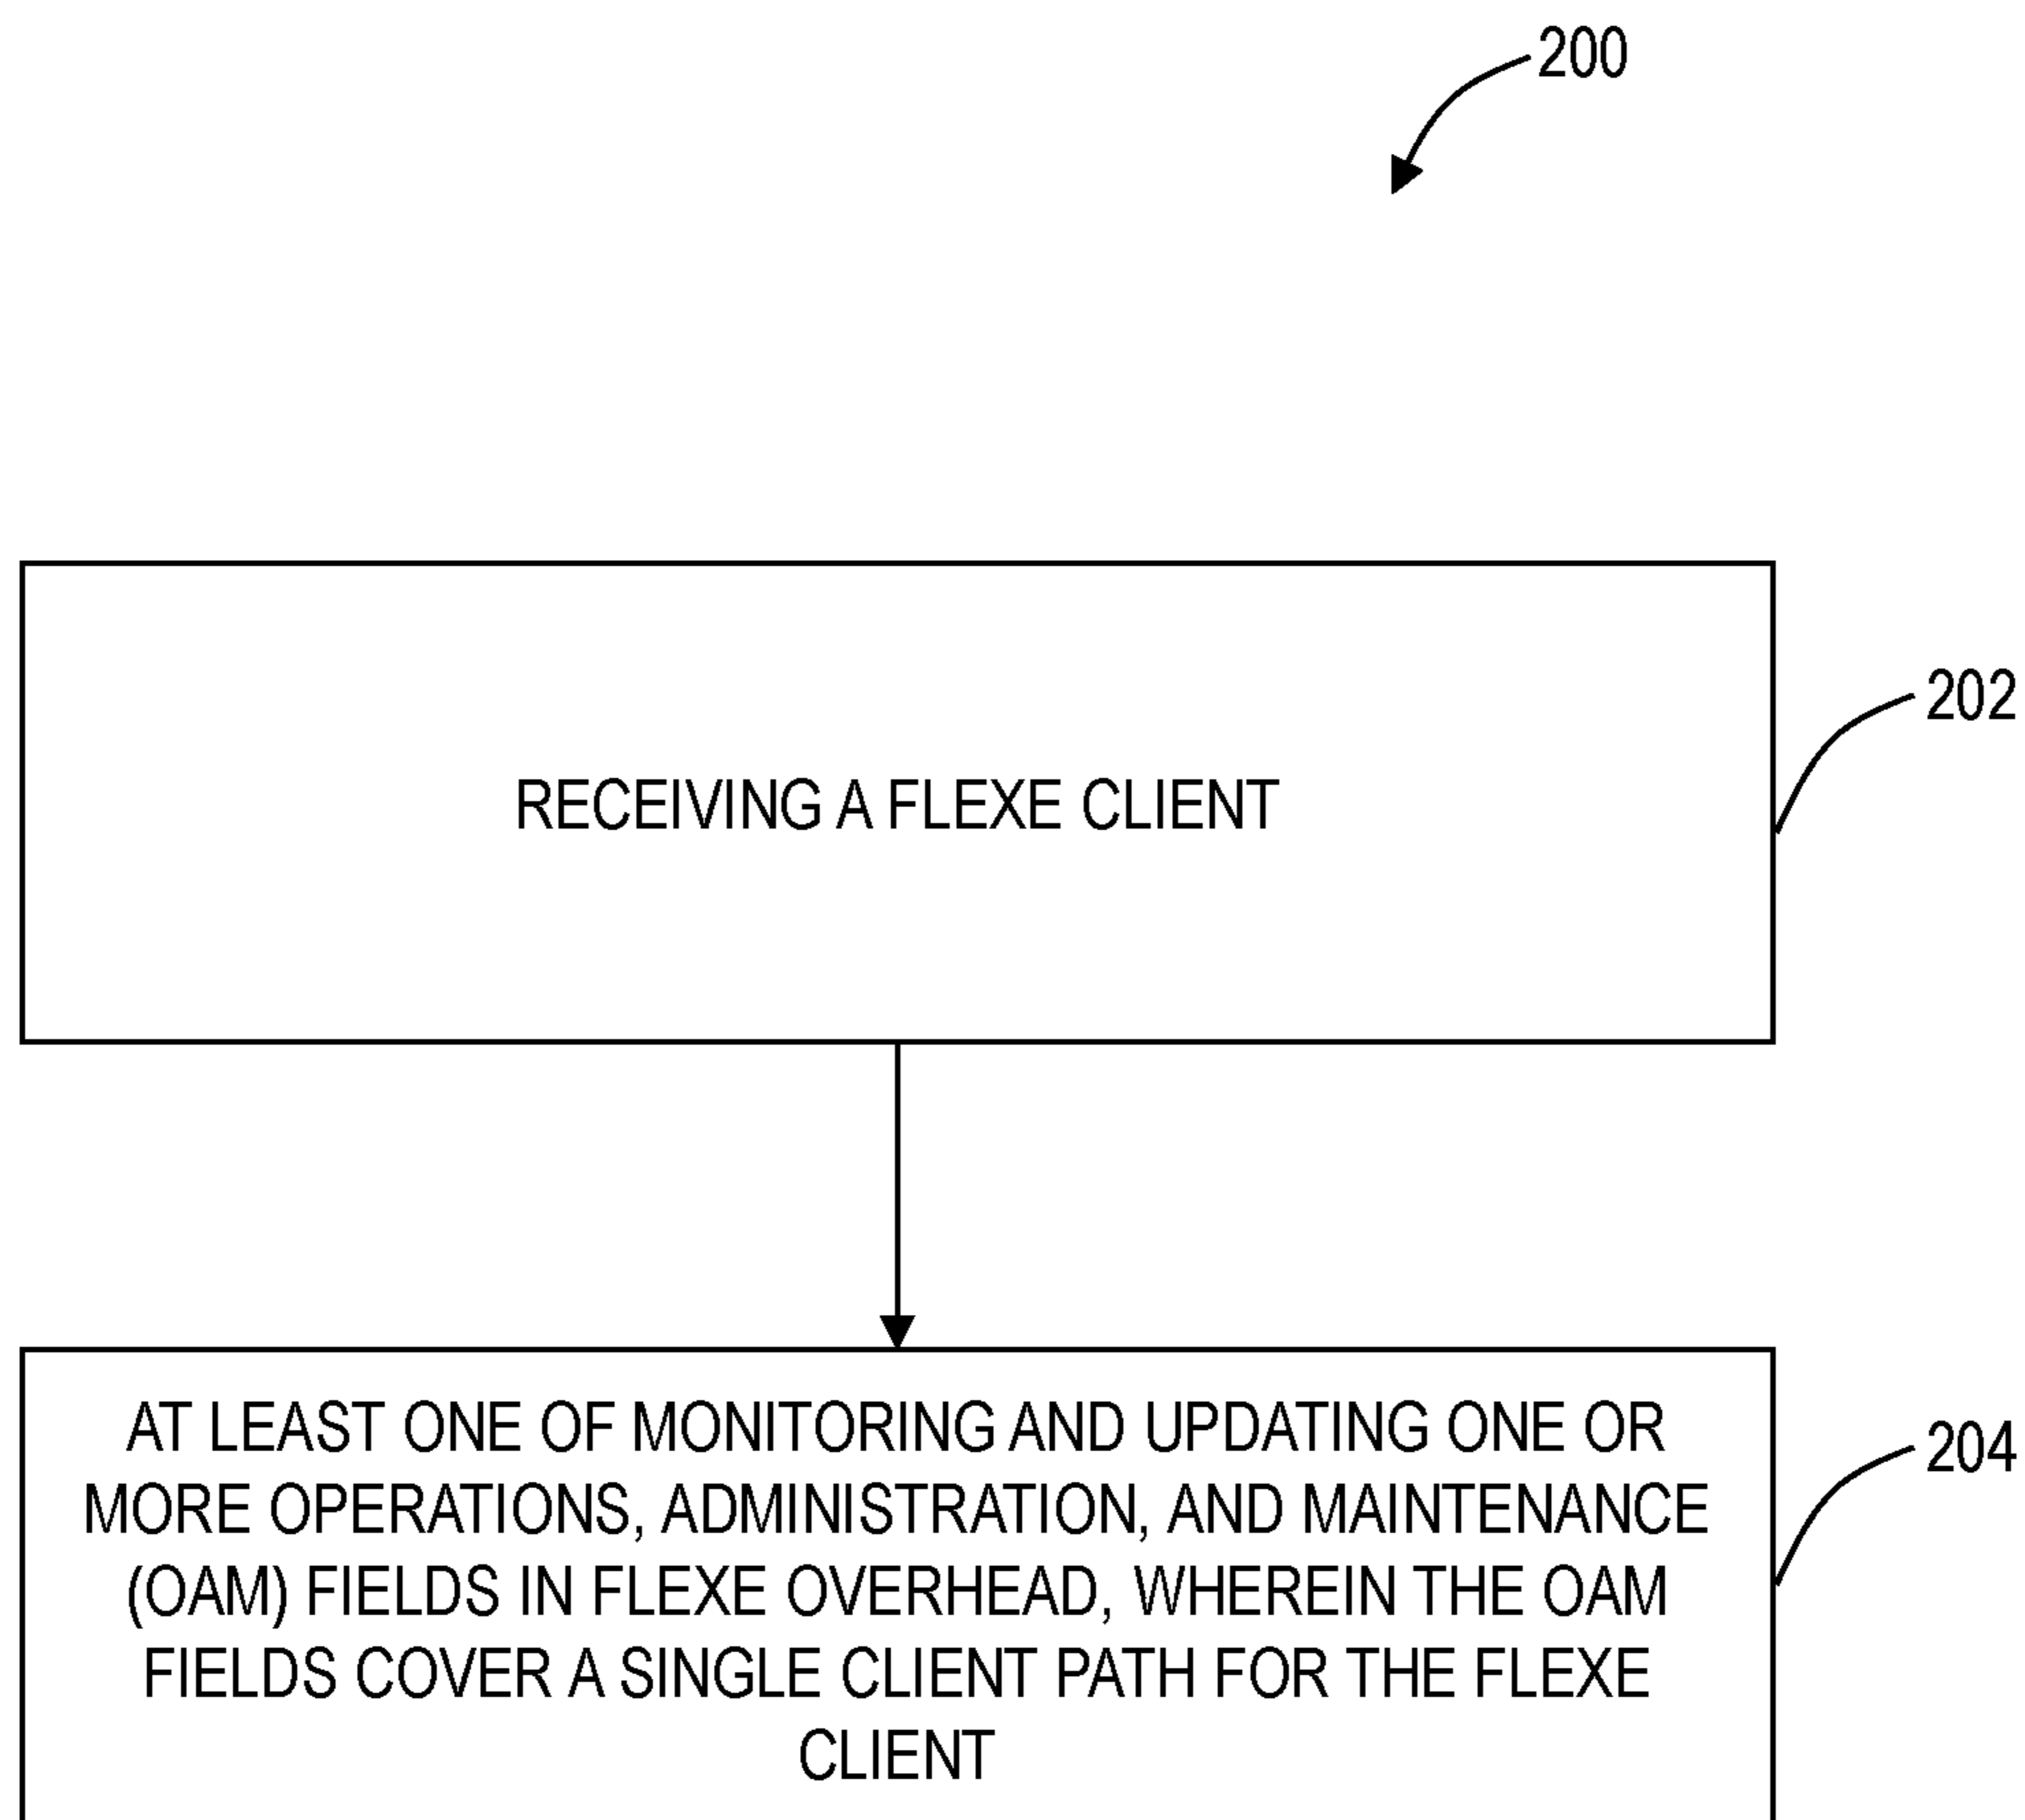 200
RECEIVING A FLEXE CLIENT
202
AT LEAST ONE OF MONITORING AND UPDATING ONE OR
MORE OPERATIONS, ADMINISTRATION, AND MAINTENANCE
(OAM) FIELDS IN FLEXE OVERHEAD, WHEREIN THE OAM
FIELDS COVER A SINGLE CLIENT PATH FOR THE FLEXE
CLIENT
204